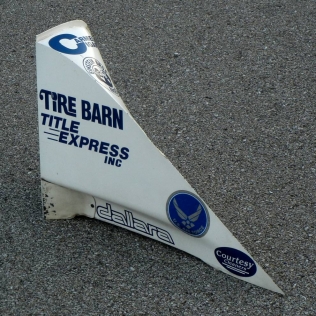 TIRE BARN
TITLE
EXPRESS
INC
dallara
Courtesy